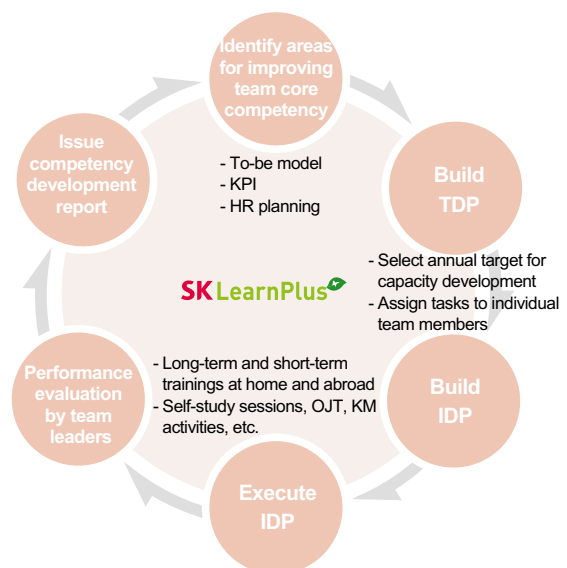 Identify areas
for improving
team core
competency
- To-be model
- KPI
- HR planning
Build
TDP
- Select annual target for
capacity development
- Assign tasks to individual
team members
Build
IDP
- Long-term and short-term
trainings at home and abroad
- Self-study sessions, OJT, KM
activities, etc.
Execute
IDP
Performance
evaluation
by team
leaders
Issue
competency
development
report
SK LearnPlus